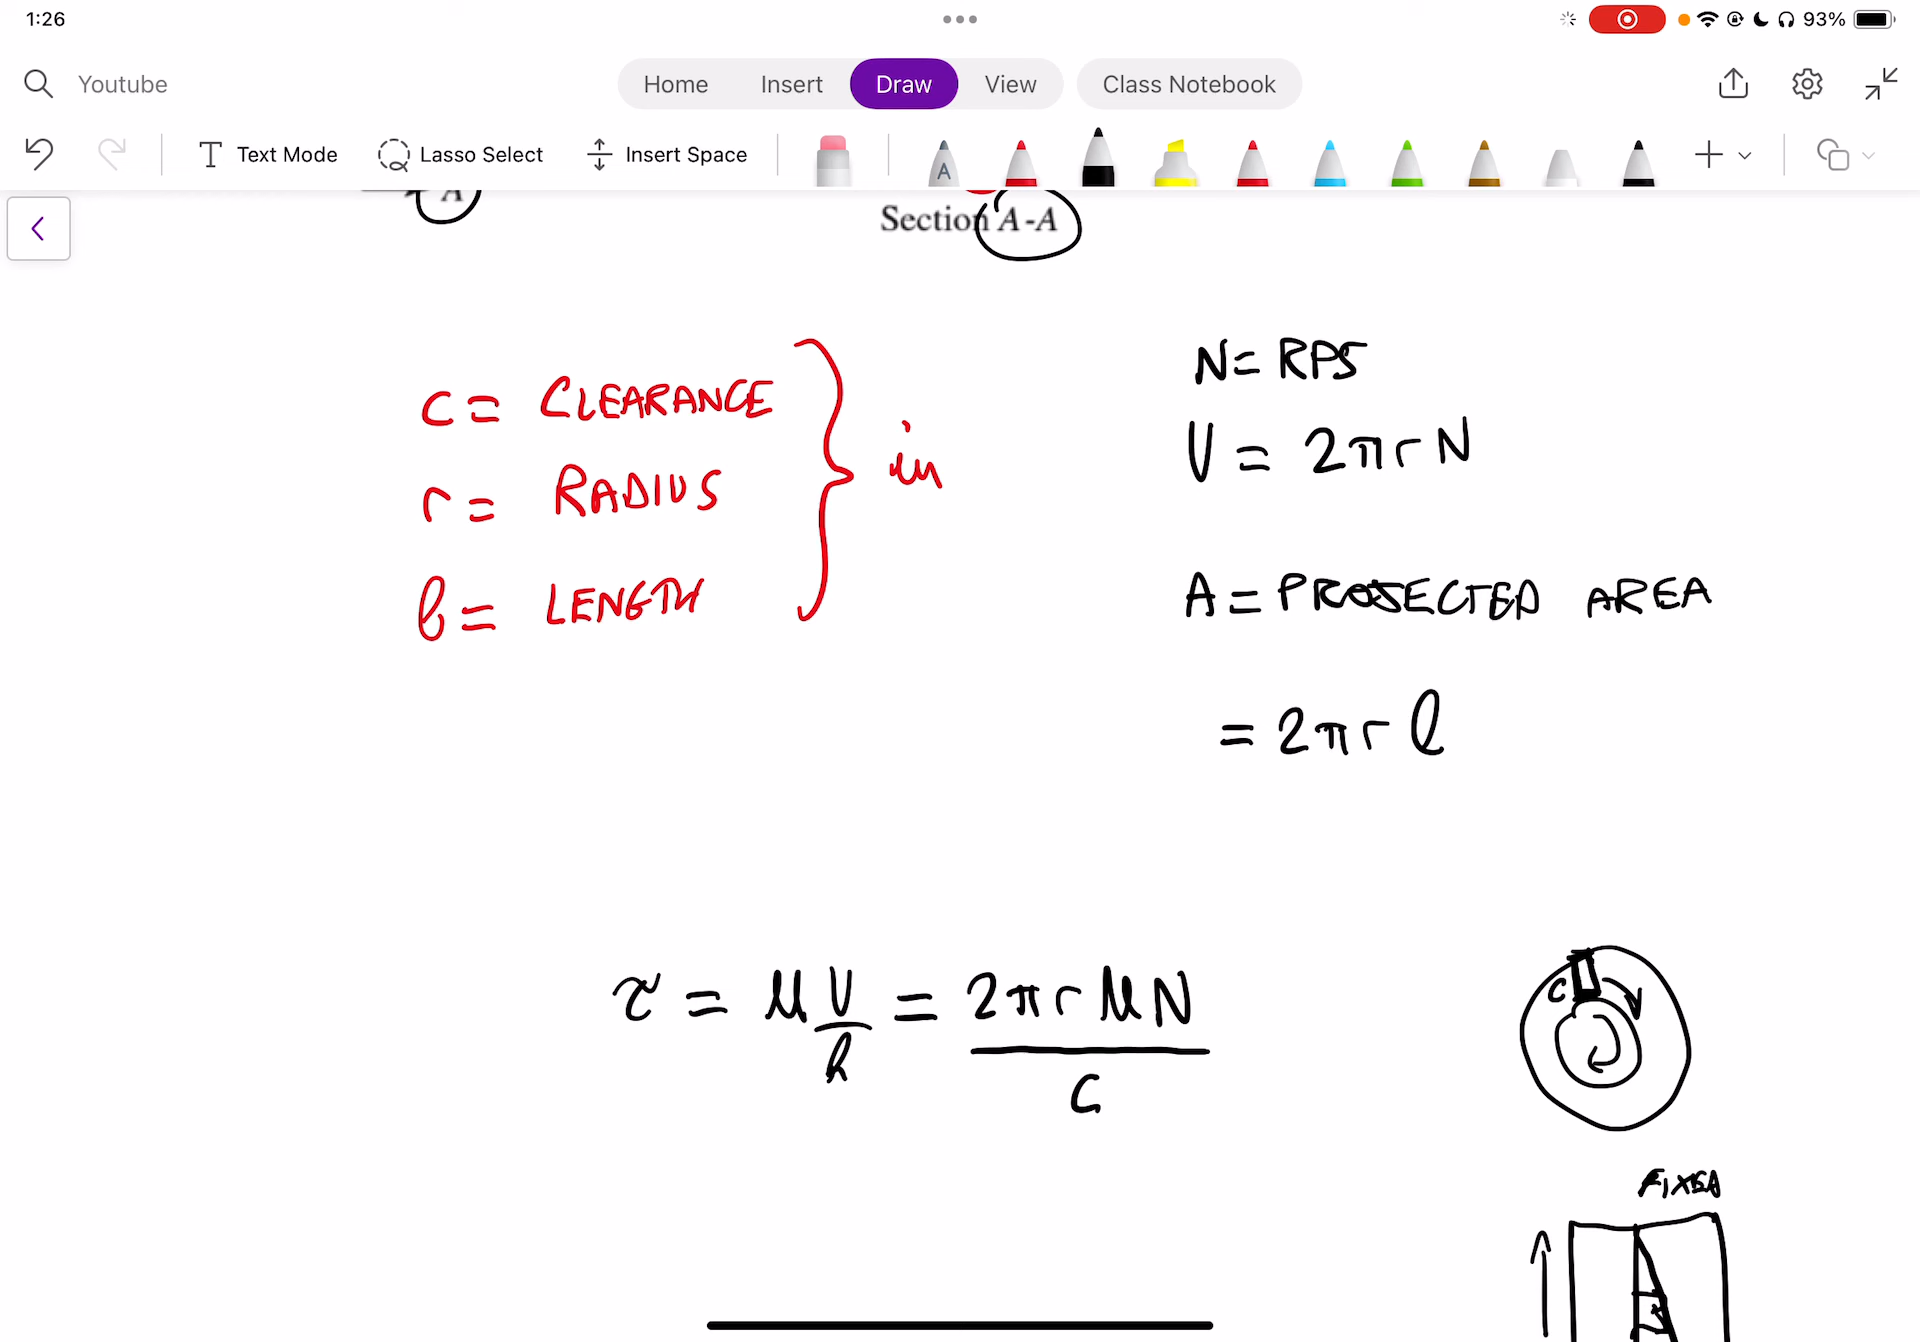 1:26
93%
Youtube
Home Insert Draw View Class Notebook
Text Mode Lasso Select Insert Space
A
A
Section A-A
c = CLEARANCE
r = RADIUS
l = LENGTH
in
N = RPS
U = 2πrN
A = PROJECTED AREA
= 2πrl
τ = μU/h = 2πrμN/c
c
FIXED